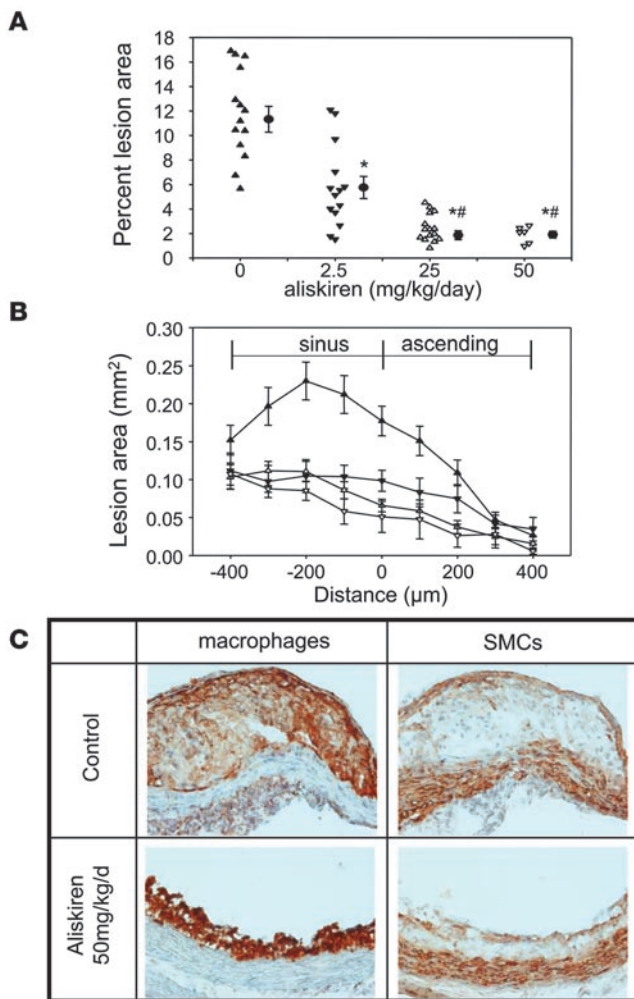 A
18
16
14
12
10
8
6
4
2
0
Percent lesion area
*
*#
*#
0 2.5 25 50
aliskiren (mg/kg/day)
B
0.30
0.25
0.20
0.15
0.10
0.05
0.00
Lesion area (mm²)
sinus ascending
-400 -200 0 200 400
Distance (µm)
C
macrophages SMCs
Control
Aliskiren
50mg/kg/d